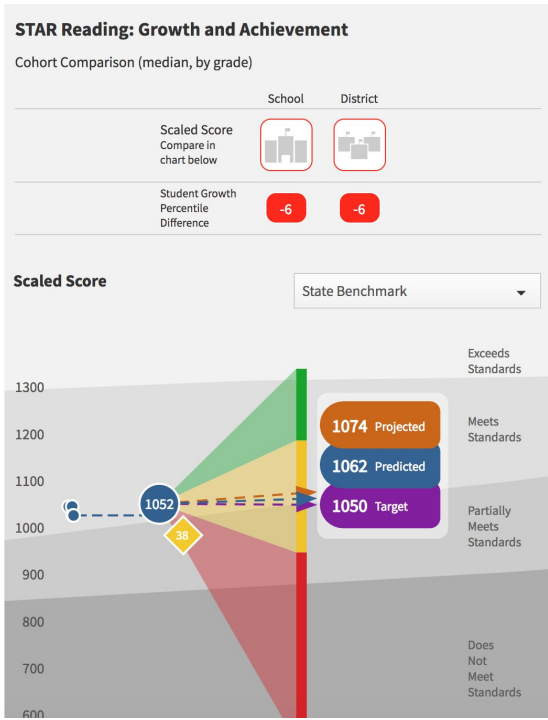 STAR Reading: Growth and Achievement
Cohort Comparison (median, by grade)
School District
Scaled Score
Compare in
chart below
Student Growth
Percentile
Difference
-6 -6
Scaled Score
State Benchmark
Exceeds
Standards
1300
1200
1100
1000
900
800
700
600
1052
38
1074 Projected
1062 Predicted
1050 Target
Meets
Standards
Partially
Meets
Standards
Does
Not
Meet
Standards